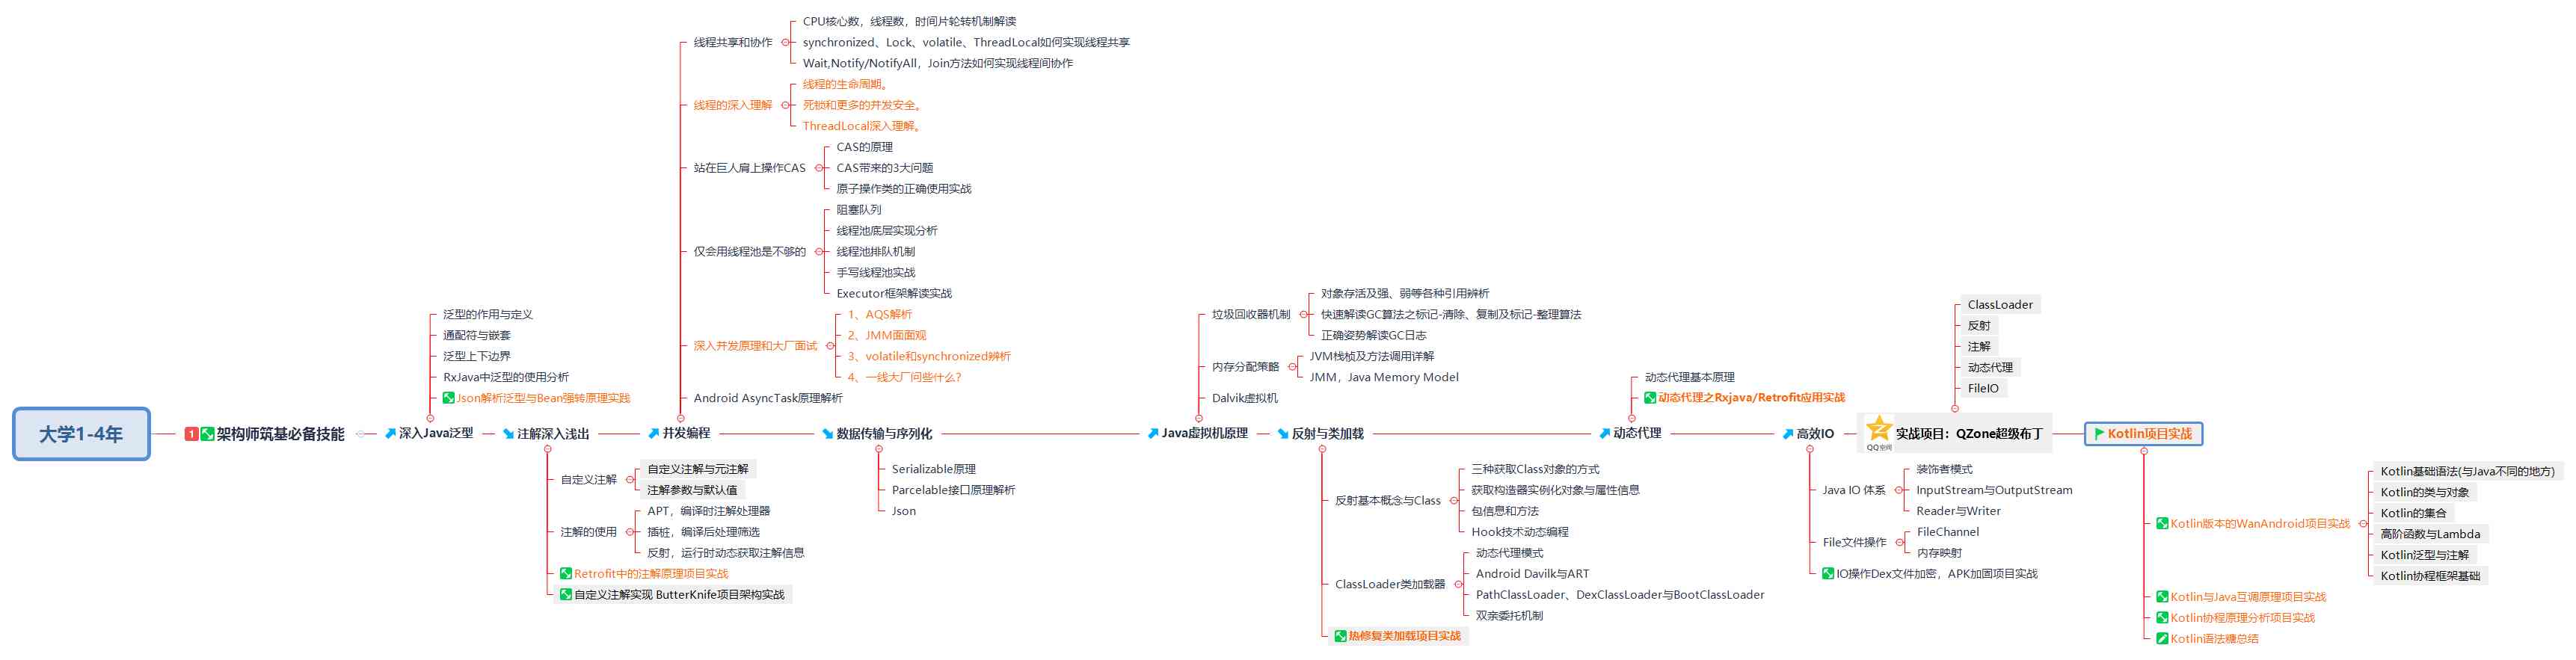 大学1-4年
1
架构师筑基必备技能
深入Java泛型
泛型的作用与定义
通配符与嵌套
泛型上下边界
RxJava中泛型的使用分析
Json解析泛型与Bean强转原理实践
注解深入浅出
自定义注解
自定义注解与元注解
注解参数与默认值
注解的使用
APT，编译时注解处理器
插桩，编译后处理筛选
反射，运行时动态获取注解信息
Retrofit中的注解原理项目实战
自定义注解实现 ButterKnife项目架构实战
并发编程
线程共享和协作
CPU核心数，线程数，时间片轮转机制解读
synchronized、Lock、volatile、ThreadLocal如何实现线程共享
Wait,Notify/NotifyAll，Join方法如何实现线程间协作
线程的深入理解
线程的生命周期。
死锁和更多的并发安全。
ThreadLocal深入理解。
站在巨人肩上操作CAS
CAS的原理
CAS带来的3大问题
原子操作类的正确使用实战
仅会用线程池是不够的
阻塞队列
线程池底层实现分析
线程池排队机制
手写线程池实战
Executor框架解读实战
深入并发原理和大厂面试
1、AQS解析
2、JMM面面观
3、volatile和synchronized辨析
4、一线大厂问些什么？
Android AsyncTask原理解析
数据传输与序列化
Serializable原理
Parcelable接口原理解析
Json
Java虚拟机原理
垃圾回收器机制
对象存活及强、弱等各种引用辨析
快速解读GC算法之标记-清除、复制及标记-整理算法
正确姿势解读GC日志
内存分配策略
JVM栈桢及方法调用详解
JMM，Java Memory Model
Dalvik虚拟机
反射与类加载
反射基本概念与Class
三种获取Class对象的方式
获取构造器实例化对象与属性信息
包信息和方法
Hook技术动态编程
ClassLoader类加载器
动态代理模式
Android Davilk与ART
PathClassLoader、DexClassLoader与BootClassLoader
双亲委托机制
热修复类加载项目实战
动态代理
动态代理基本原理
动态代理之Rxjava/Retrofit应用实战
高效IO
Java IO 体系
装饰者模式
InputStream与OutputStream
Reader与Writer
File文件操作
FileChannel
内存映射
IO操作Dex文件加密，APK加固项目实战
QQ空间
实战项目：QZone超级布丁
ClassLoader
反射
注解
动态代理
FileIO
Kotlin项目实战
Kotlin版本的WanAndroid项目实战
Kotlin基础语法(与Java不同的地方)
Kotlin的类与对象
Kotlin的集合
高阶函数与Lambda
Kotlin泛型与注解
Kotlin协程框架基础
Kotlin与Java互调原理项目实战
Kotlin协程原理分析项目实战
Kotlin语法糖总结